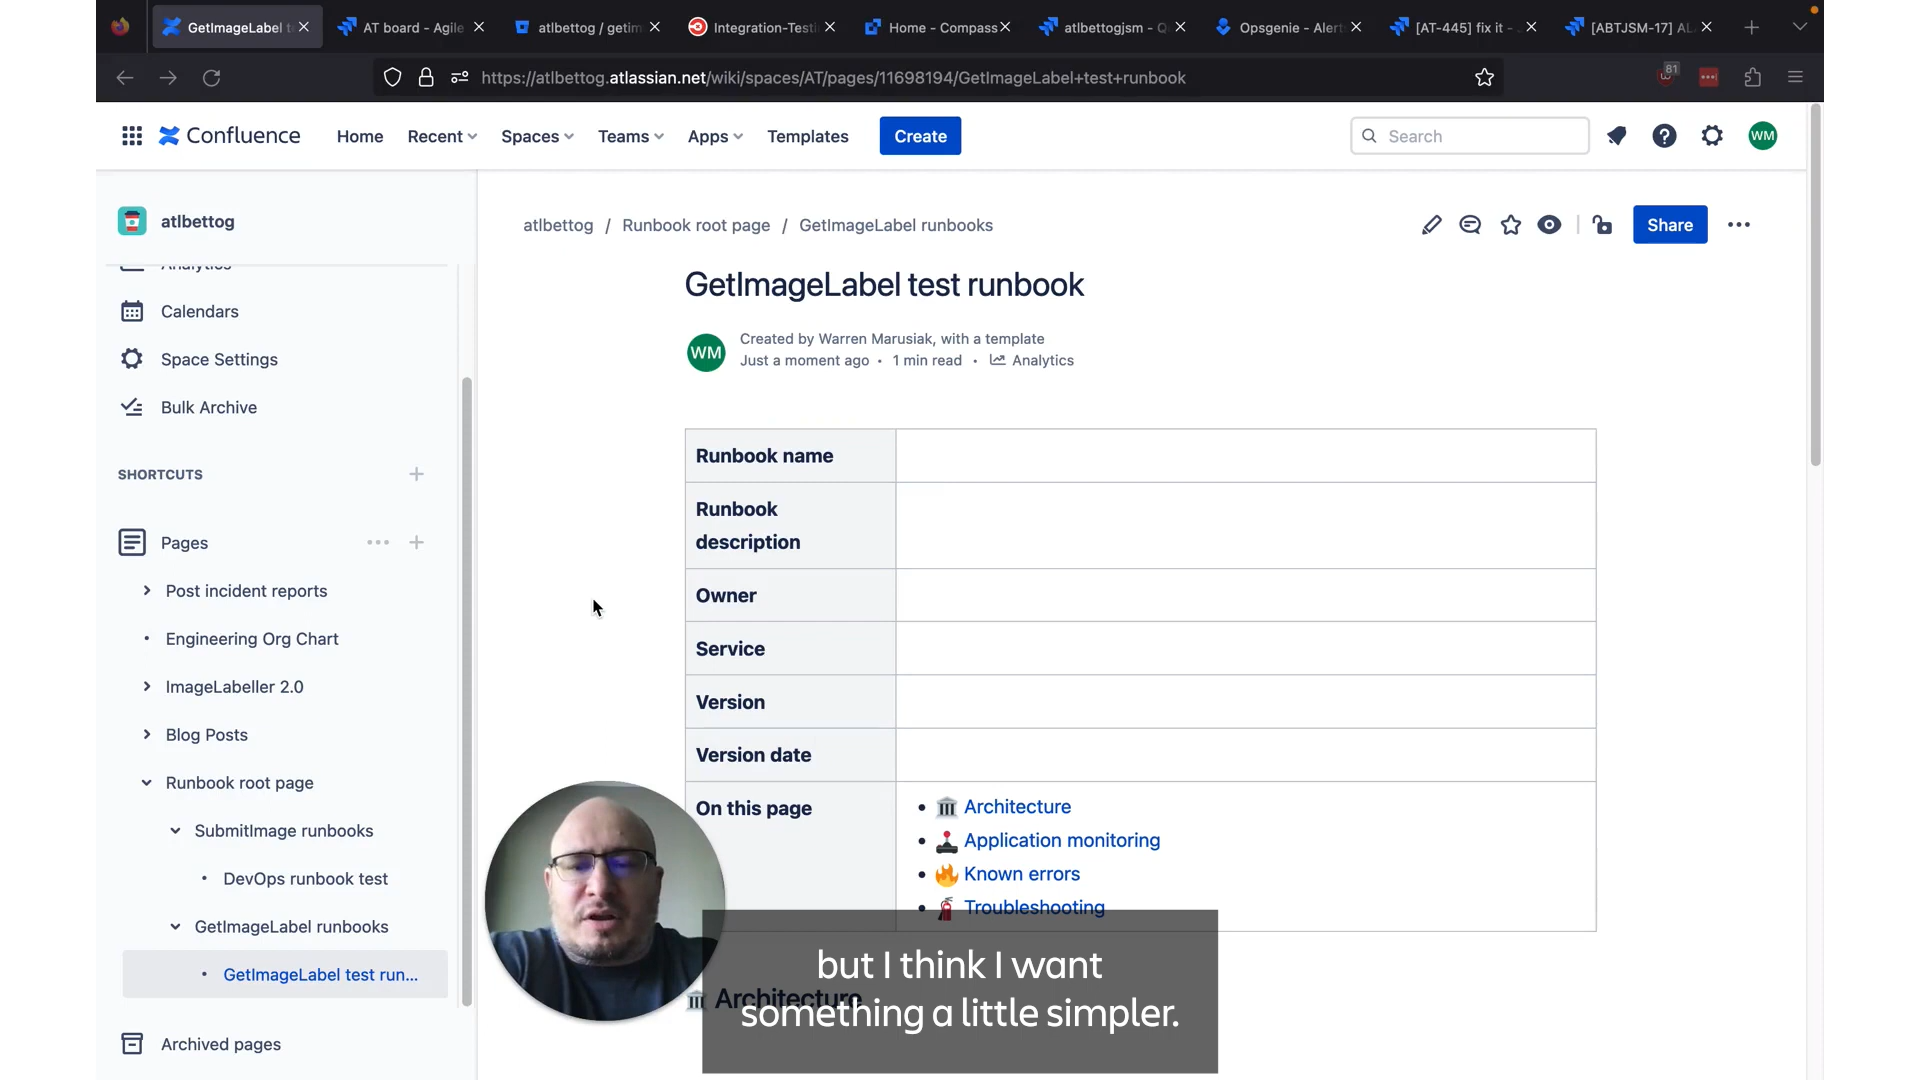 GetImageLabel t
AT board - Agile
atlbettog / getim
Integration-Testi
Home - Compass
atlbettogjsm - Q
Opsgenie - Alert
[AT-445] fix it -
[ABTJSM-17] AL
https://atlbettog.atlassian.net/wiki/spaces/AT/pages/11698194/GetImageLabel+test+runbook
81
Confluence
Home
Recent
Spaces
Teams
Apps
Templates
Create
Search
WM
atlbettog
Analytics
Calendars
Space Settings
Bulk Archive
SHORTCUTS
Pages
Post incident reports
Engineering Org Chart
ImageLabeller 2.0
Blog Posts
Runbook root page
SubmitImage runbooks
DevOps runbook test
GetImageLabel runbooks
GetImageLabel test run...
Archived pages
atlbettog / Runbook root page / GetImageLabel runbooks
Share
GetImageLabel test runbook
WM
Created by Warren Marusiak, with a template
Just a moment ago • 1 min read • Analytics
Runbook name
Runbook
description
Owner
Service
Version
Version date
On this page
Architecture
Application monitoring
Known errors
Troubleshooting
Architecture
but I think I want
something a little simpler.